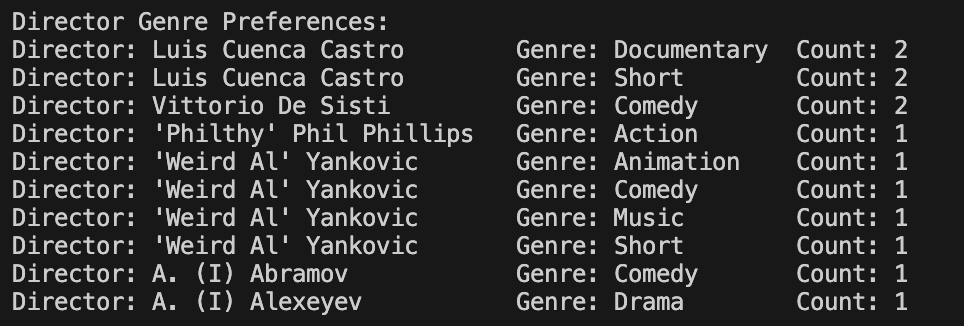 Director Genre Preferences:
Director: Luis Cuenca Castro        Genre: Documentary  Count: 2
Director: Luis Cuenca Castro        Genre: Short        Count: 2
Director: Vittorio De Sisti         Genre: Comedy       Count: 2
Director: 'Philthy' Phil Phillips   Genre: Action       Count: 1
Director: 'Weird Al' Yankovic       Genre: Animation    Count: 1
Director: 'Weird Al' Yankovic       Genre: Comedy       Count: 1
Director: 'Weird Al' Yankovic       Genre: Music        Count: 1
Director: 'Weird Al' Yankovic       Genre: Short        Count: 1
Director: A. (I) Abramov            Genre: Comedy       Count: 1
Director: A. (I) Alexeyev           Genre: Drama        Count: 1